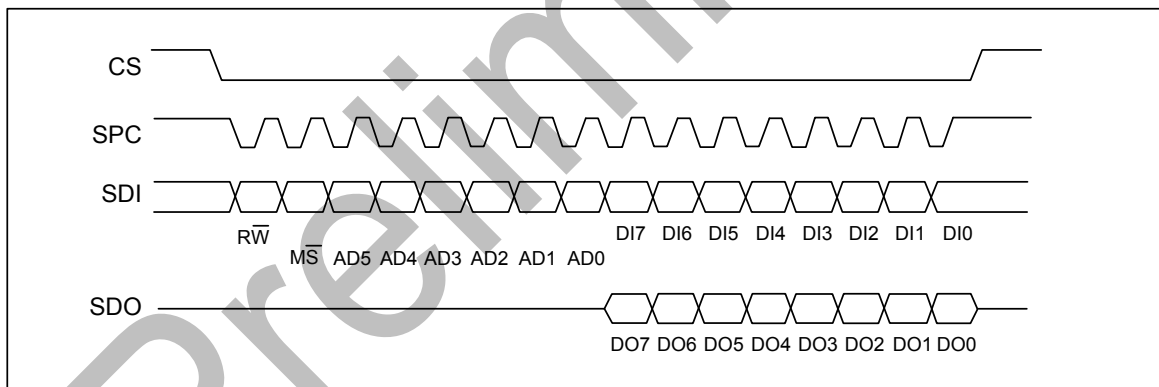 CS
SPC
SDI
RW̅
DI7 DI6 DI5 DI4 DI3 DI2 DI1 DI0
MS̅ AD5 AD4 AD3 AD2 AD1 AD0
SDO
DO7 DO6 DO5 DO4 DO3 DO2 DO1 DO0
Prelim